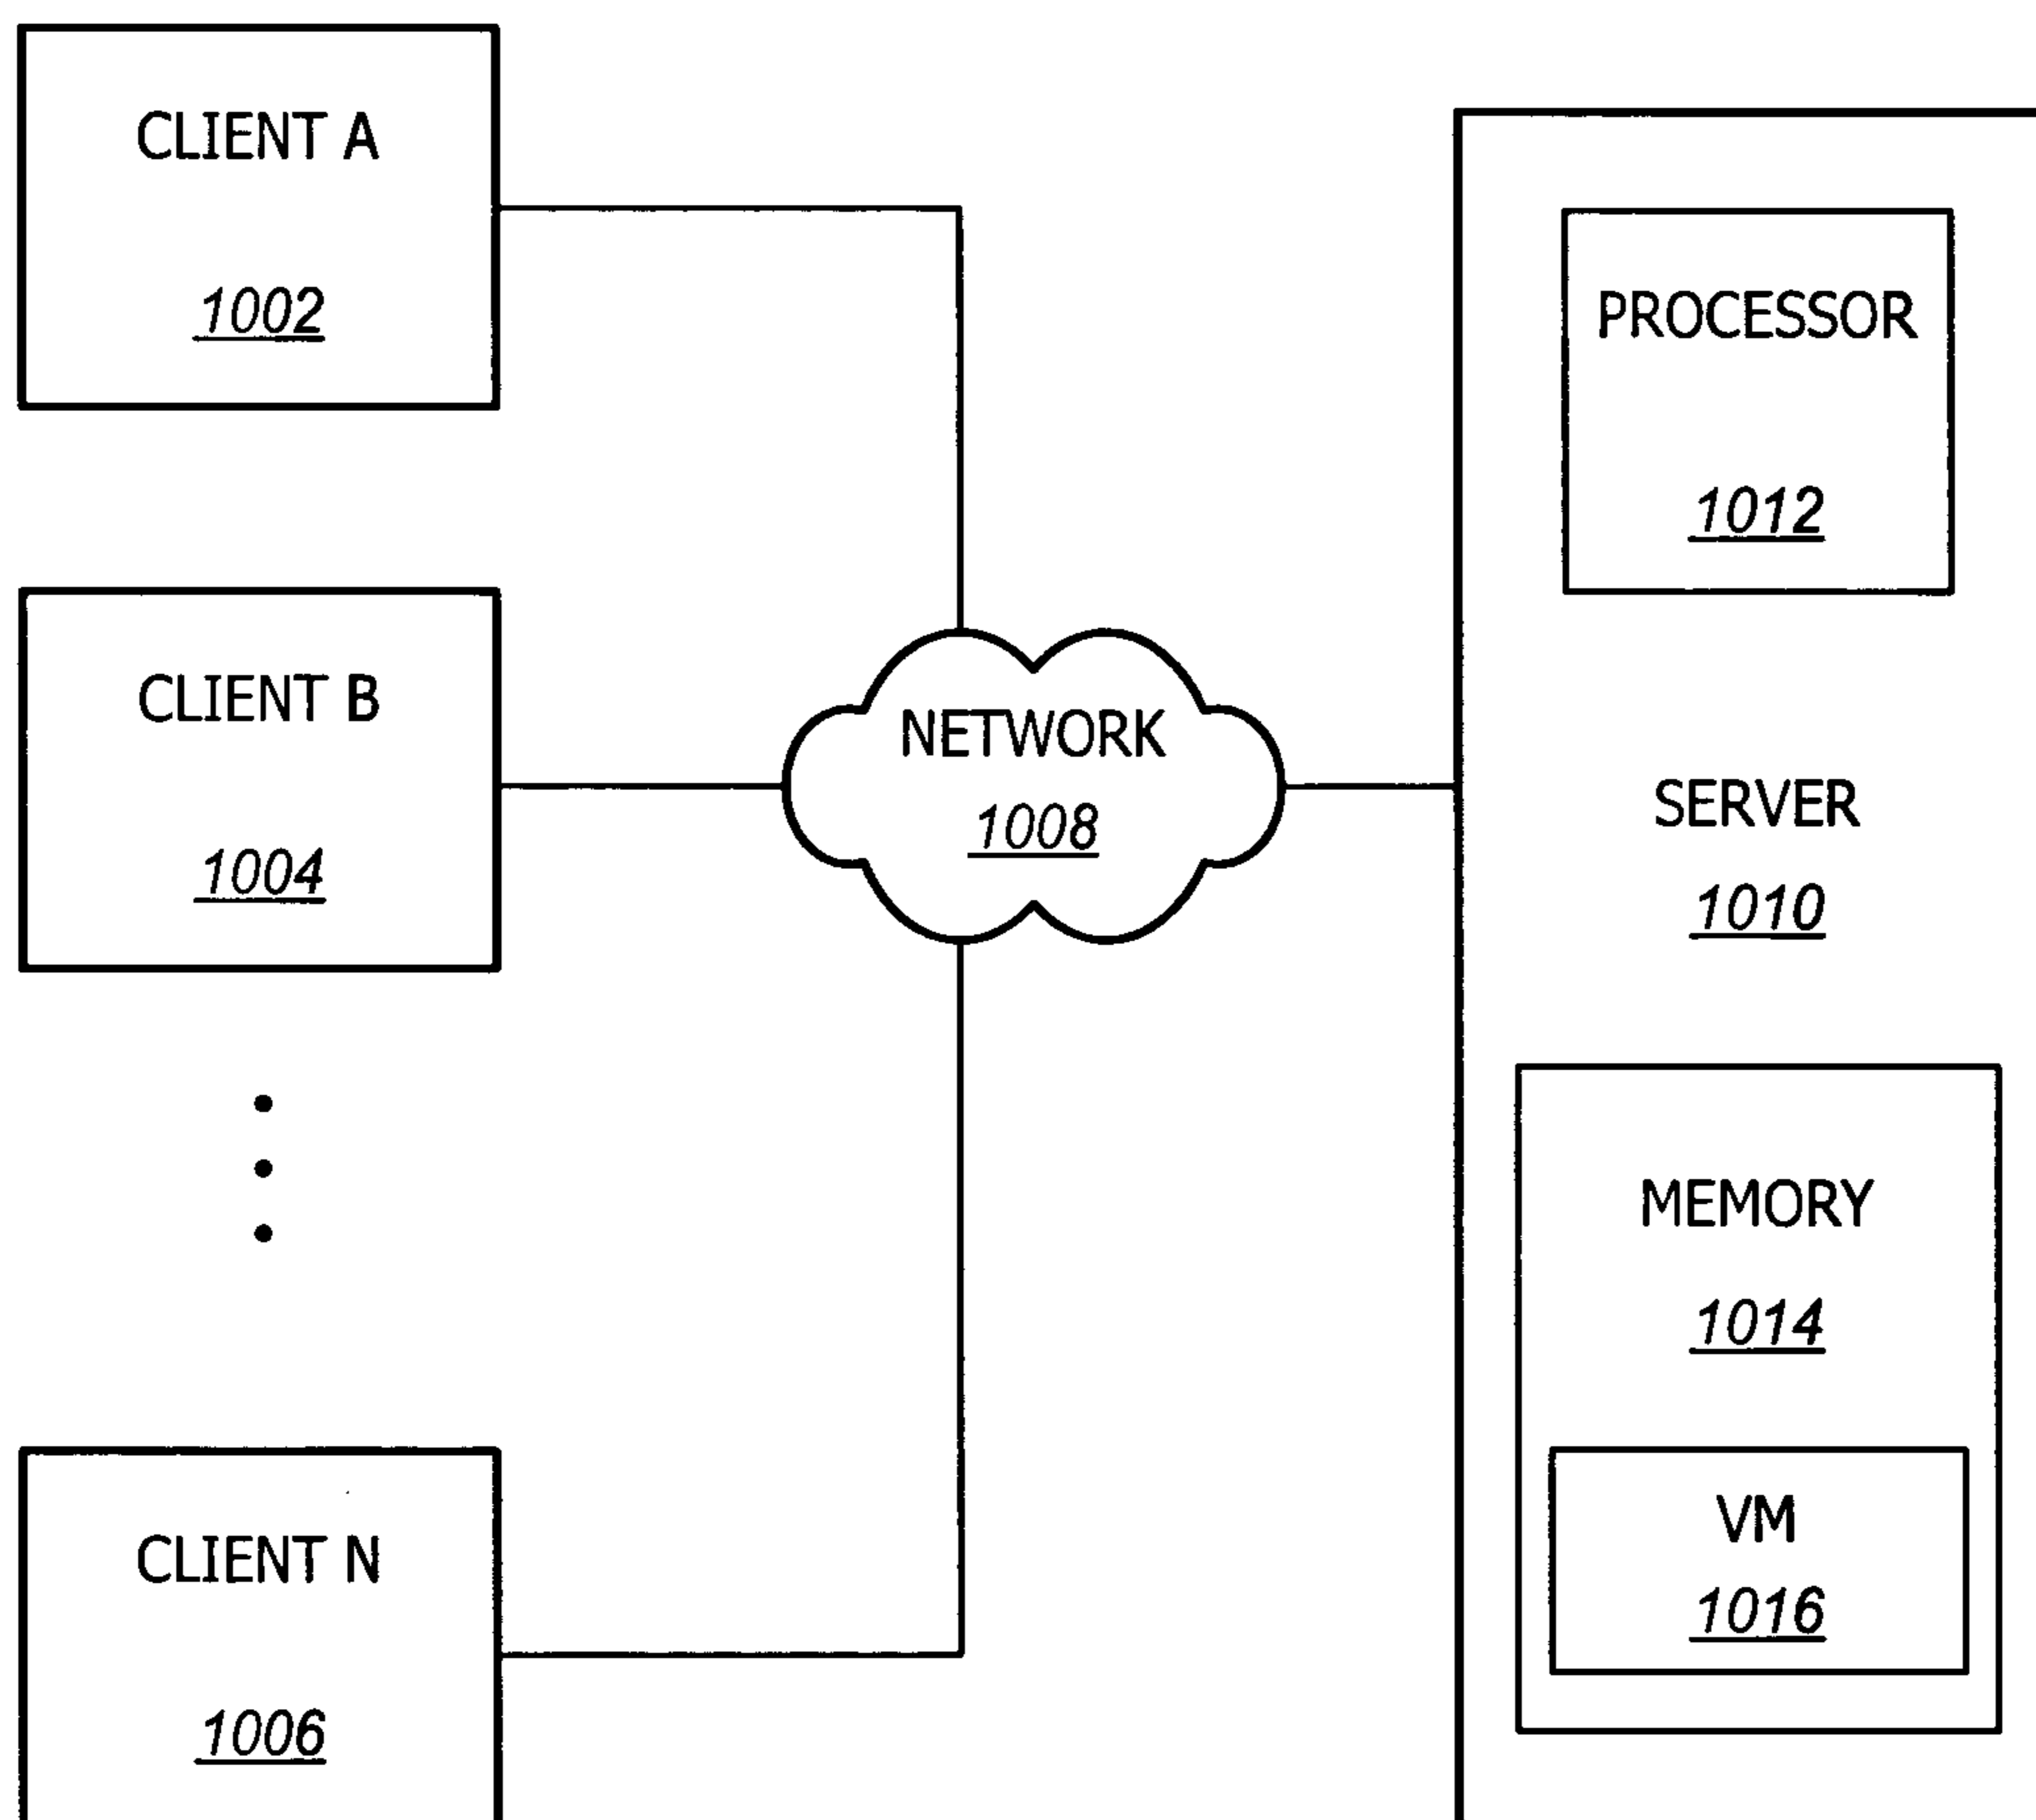 CLIENT A
1002
CLIENT B
1004
CLIENT N
1006
NETWORK
1008
PROCESSOR
1012
SERVER
1010
MEMORY
1014
VM
1016